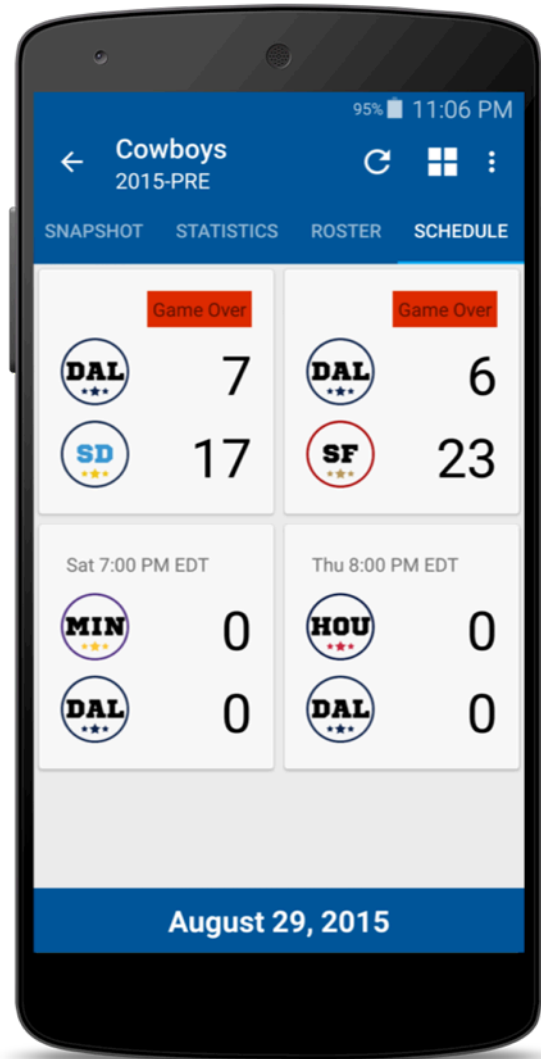 95% 11:06 PM
Cowboys
2015-PRE
SNAPSHOT STATISTICS ROSTER SCHEDULE
Game Over
DAL 7
SD 17
Game Over
DAL 6
SF 23
Sat 7:00 PM EDT
MIN 0
DAL 0
Thu 8:00 PM EDT
HOU 0
DAL 0
August 29, 2015